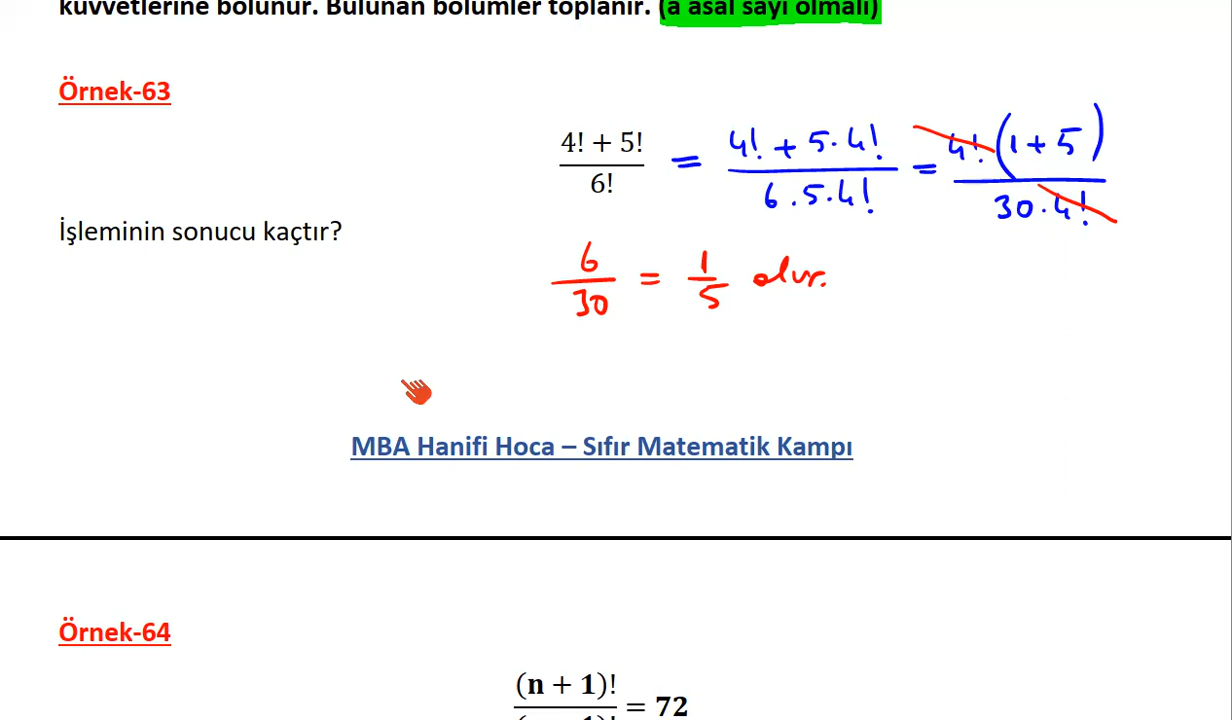 kuvvetlerine bölünür. Bulunan bölümler toplanır. (a asal sayı olmalı)
Örnek-63
4! + 5!
6!
= 4! + 5.4!
6.5.4!
= 4! (1+5)
30.4!
İşleminin sonucu kaçtır?
6/30 = 1/5 olur.
MBA Hanifi Hoca – Sıfır Matematik Kampı
Örnek-64
(n + 1)!
= 72